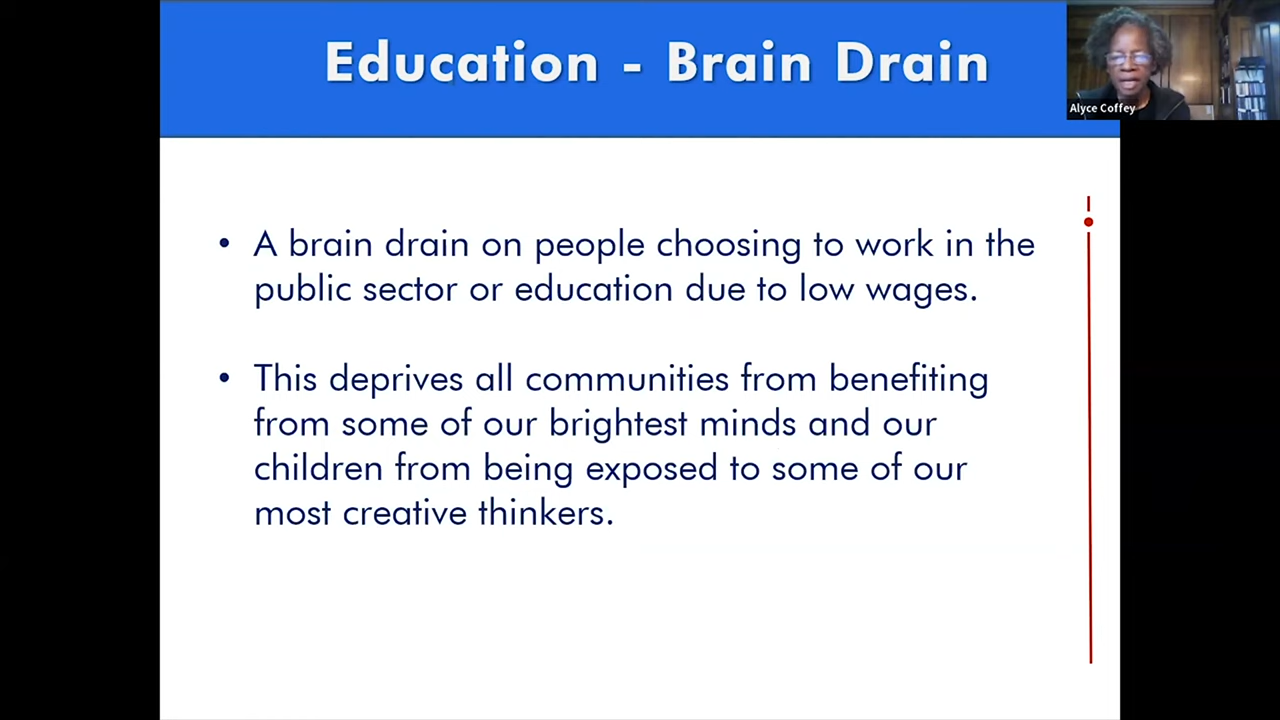 Education - Brain Drain
Alyce Coffey
• A brain drain on people choosing to work in the
public sector or education due to low wages.
• This deprives all communities from benefiting
from some of our brightest minds and our
children from being exposed to some of our
most creative thinkers.